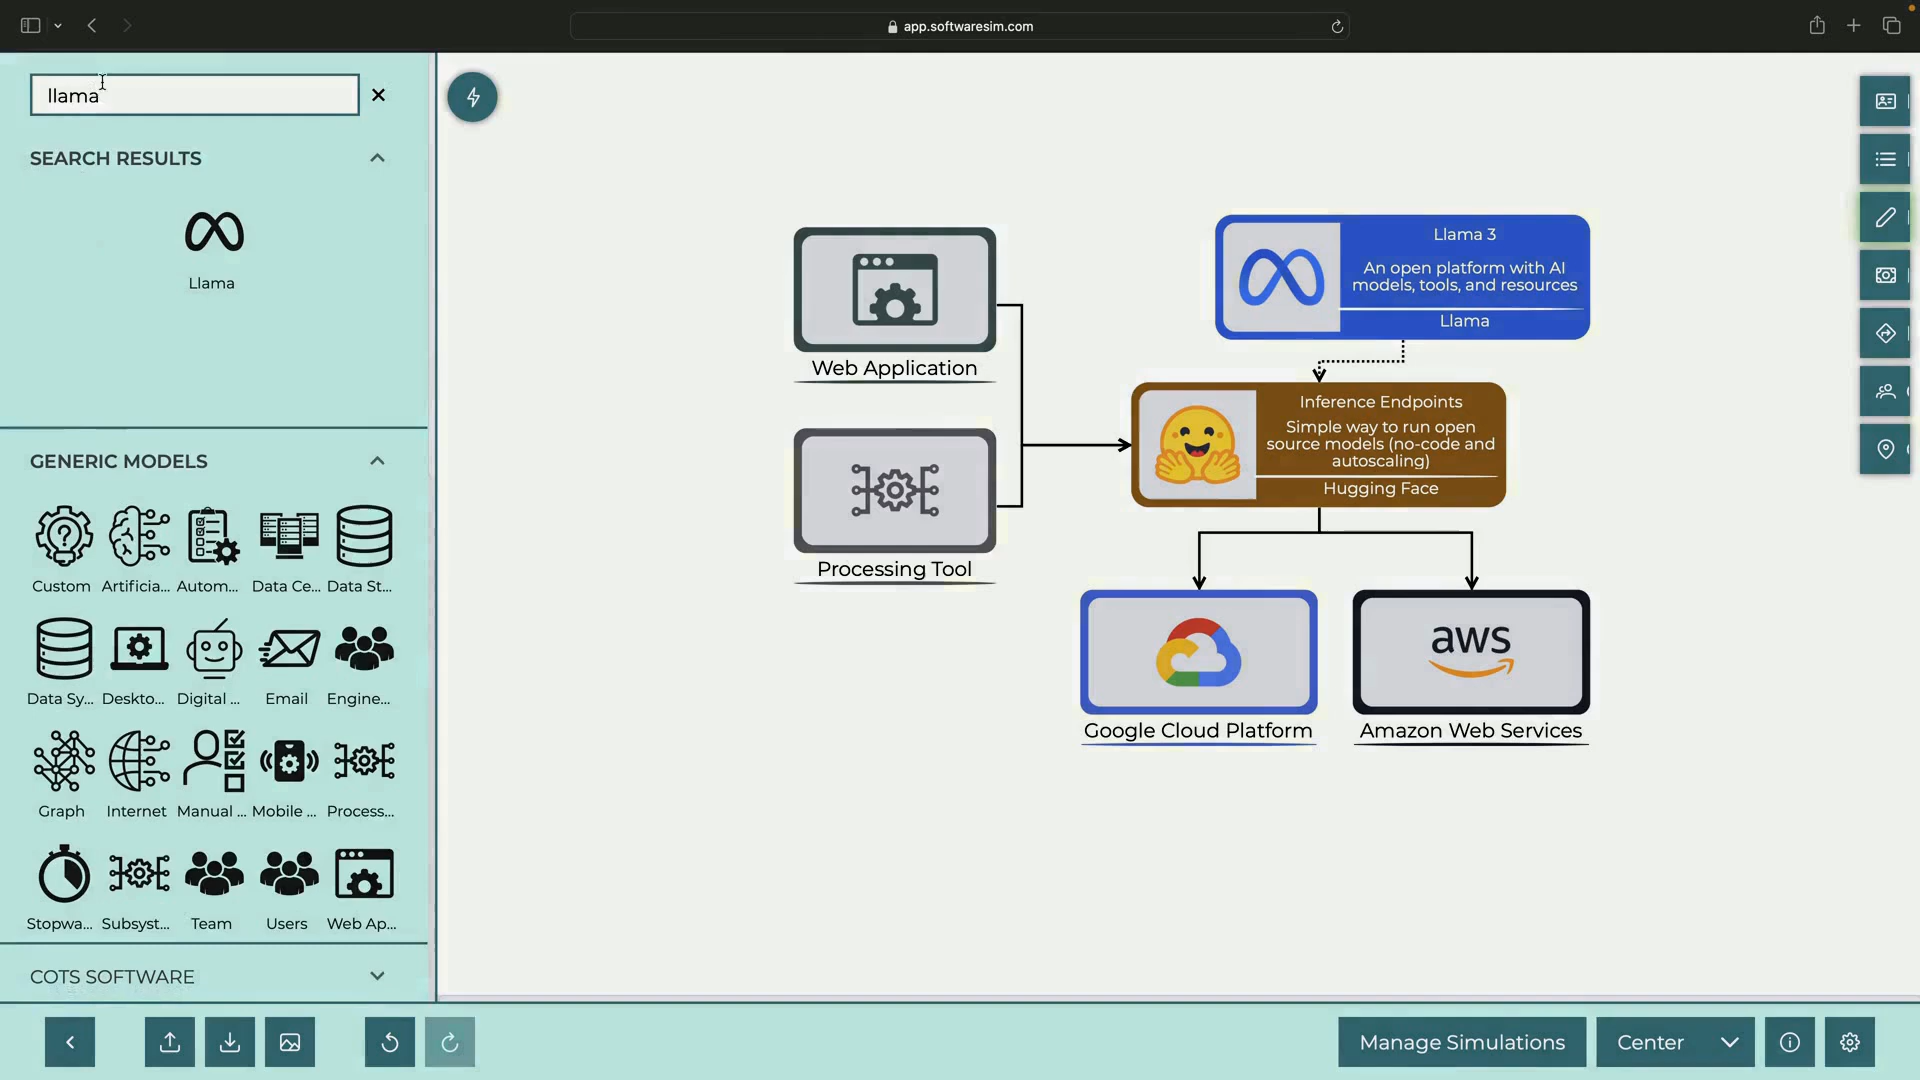 app.softwaresim.com
llama
SEARCH RESULTS
Llama
GENERIC MODELS
Custom
Artificia...
Autom...
Data Ce...
Data St...
Data Sy...
Deskto...
Digital ...
Email
Engine...
Graph
Internet
Manual ...
Mobile ...
Process...
Stopwa...
Subsyst...
Team
Users
Web Ap...
COTS SOFTWARE
Web Application
Processing Tool
Llama 3
An open platform with AI
models, tools, and resources
Llama
Inference Endpoints
Simple way to run open
source models (no-code and
autoscaling)
Hugging Face
Google Cloud Platform
aws
Amazon Web Services
Manage Simulations
Center